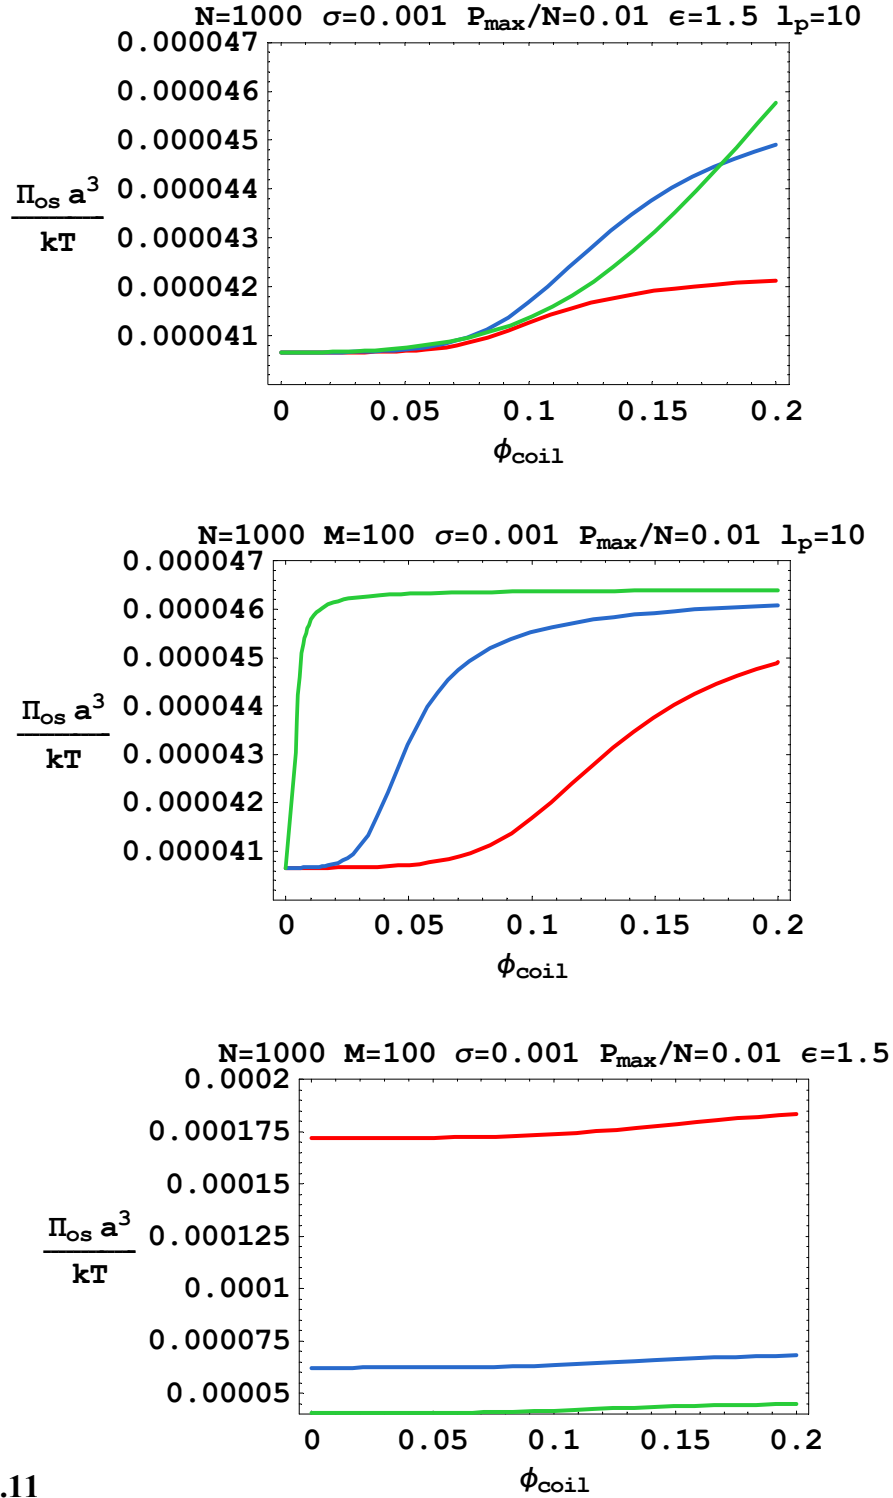 N=1000 σ=0.001 Pmax/N=0.01 ϵ=1.5 lp=10
0.000047
0.000046
0.000045
0.000044
0.000043
0.000042
0.000041
Πos a³
kT
0 0.05 0.1 0.15 0.2
ϕcoil
N=1000 M=100 σ=0.001 Pmax/N=0.01 lp=10
0.000047
0.000046
0.000045
0.000044
0.000043
0.000042
0.000041
Πos a³
kT
0 0.05 0.1 0.15 0.2
ϕcoil
N=1000 M=100 σ=0.001 Pmax/N=0.01 ϵ=1.5
0.0002
0.000175
0.00015
0.000125
0.0001
0.000075
0.00005
Πos a³
kT
0 0.05 0.1 0.15 0.2
ϕcoil
.11